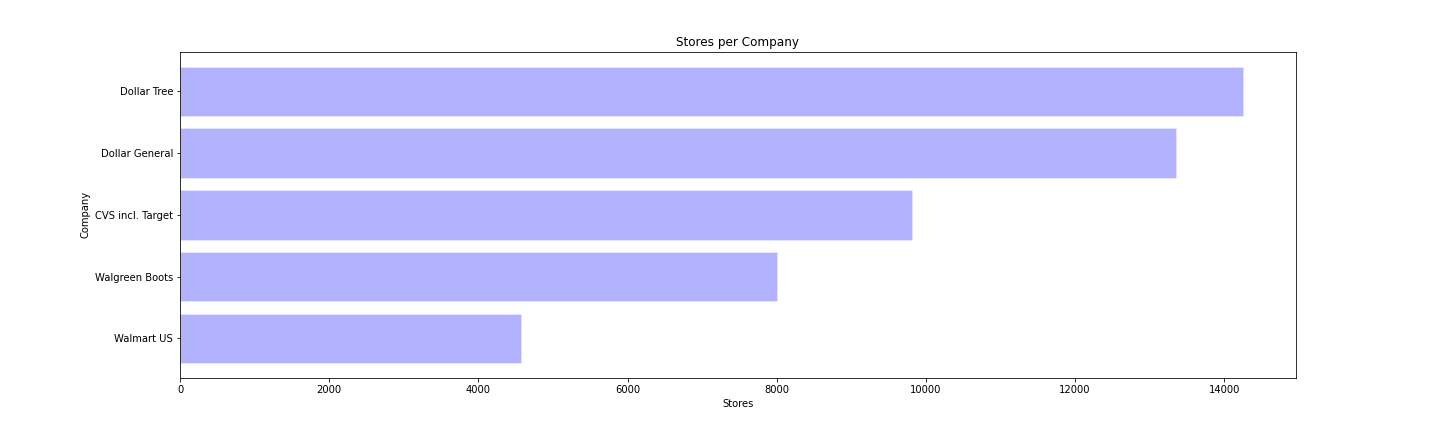 Stores per Company
Company
Dollar Tree
Dollar General
CVS incl. Target
Walgreen Boots
Walmart US
0 2000 4000 6000 8000 10000 12000 14000
Stores